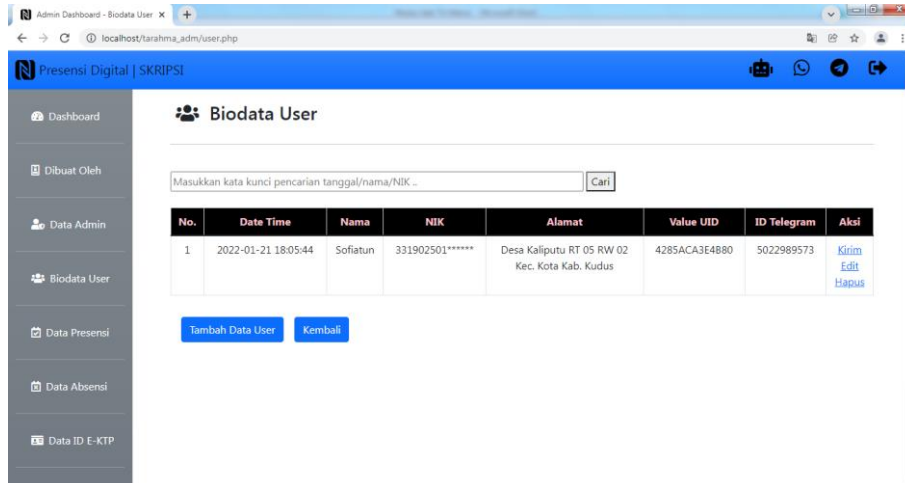 Admin Dashboard - Biodata User
localhost/tarahma_adm/user.php
Presensi Digital | SKRIPSI
Dashboard
Biodata User
Dibuat Oleh
Masukkan kata kunci pencarian tanggal/nama/NIK ..
Cari
Data Admin
No. Date Time Nama NIK Alamat Value UID ID Telegram Aksi
1 2022-01-21 18:05:44 Sofiatun 331902501****** Desa Kaliputu RT 05 RW 02 4285ACA3E4B80 5022989573 Kirim
Kec. Kota Kab. Kudus Edit
Hapus
Biodata User
Tambah Data User Kembali
Data Presensi
Data Absensi
Data ID E-KTP